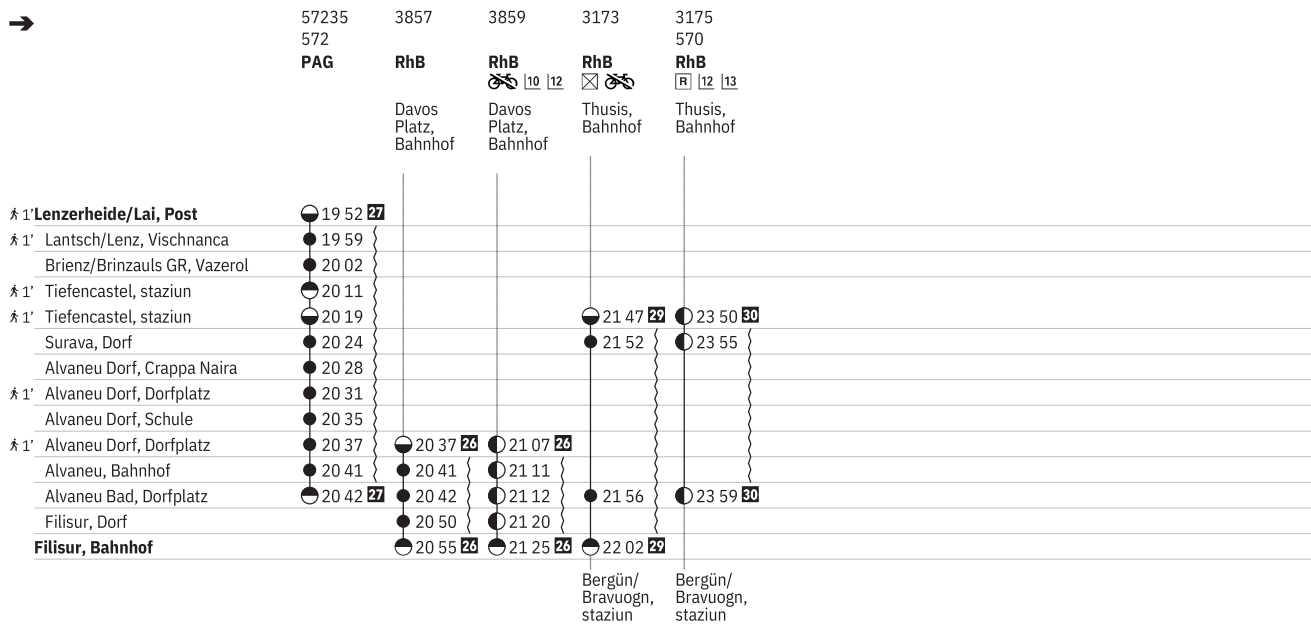 57235 3857 3859 3173 3175
572 570
PAG RhB RhB RhB RhB
10 12 R 12 13
Davos Davos Thusis, Thusis,
Platz, Platz, Bahnhof Bahnhof
Bahnhof Bahnhof
1' Lenzerheide/Lai, Post 19 52 27
1' Lantsch/Lenz, Vischnanca 19 59
Brienz/Brinzauls GR, Vazerol 20 02
1' Tiefencastel, staziun 20 11
1' Tiefencastel, staziun 20 19 21 47 29 23 50 30
Surava, Dorf 20 24 21 52 23 55
Alvaneu Dorf, Crappa Naira 20 28
1' Alvaneu Dorf, Dorfplatz 20 31
Alvaneu Dorf, Schule 20 35
1' Alvaneu Dorf, Dorfplatz 20 37 20 37 26 21 07 26
Alvaneu, Bahnhof 20 41 20 41 21 11
Alvaneu Bad, Dorfplatz 20 42 27 20 42 21 12 21 56 23 59 30
Filisur, Dorf 20 50 21 20
Filisur, Bahnhof 20 55 26 21 25 26 22 02 29
Bergün/ Bergün/
Bravuogn, Bravuogn,
staziun staziun